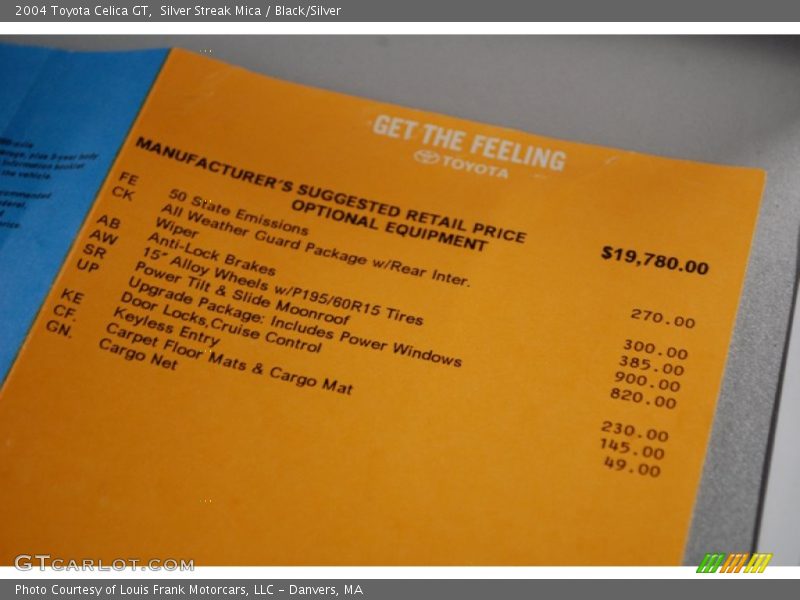 2004 Toyota Celica GT,  Silver Streak Mica / Black/Silver
GET THE FEELING
TOYOTA
MANUFACTURER'S SUGGESTED RETAIL PRICE $19,780.00
OPTIONAL EQUIPMENT
FE 50 State Emissions
CK All Weather Guard Package w/Rear Inter. 270.00
Wiper
AB Anti-Lock Brakes 300.00
AW 15" Alloy Wheels w/P195/60R15 Tires 385.00
SR Power Tilt & Slide Moonroof 900.00
UP Upgrade Package: Includes Power Windows 820.00
Door Locks,Cruise Control
KE Keyless Entry 230.00
CF. Carpet Floor Mats & Cargo Mat 145.00
GN. Cargo Net 49.00
the vehicle.
GTCARLOT.COM
Photo Courtesy of Louis Frank Motorcars, LLC - Danvers, MA